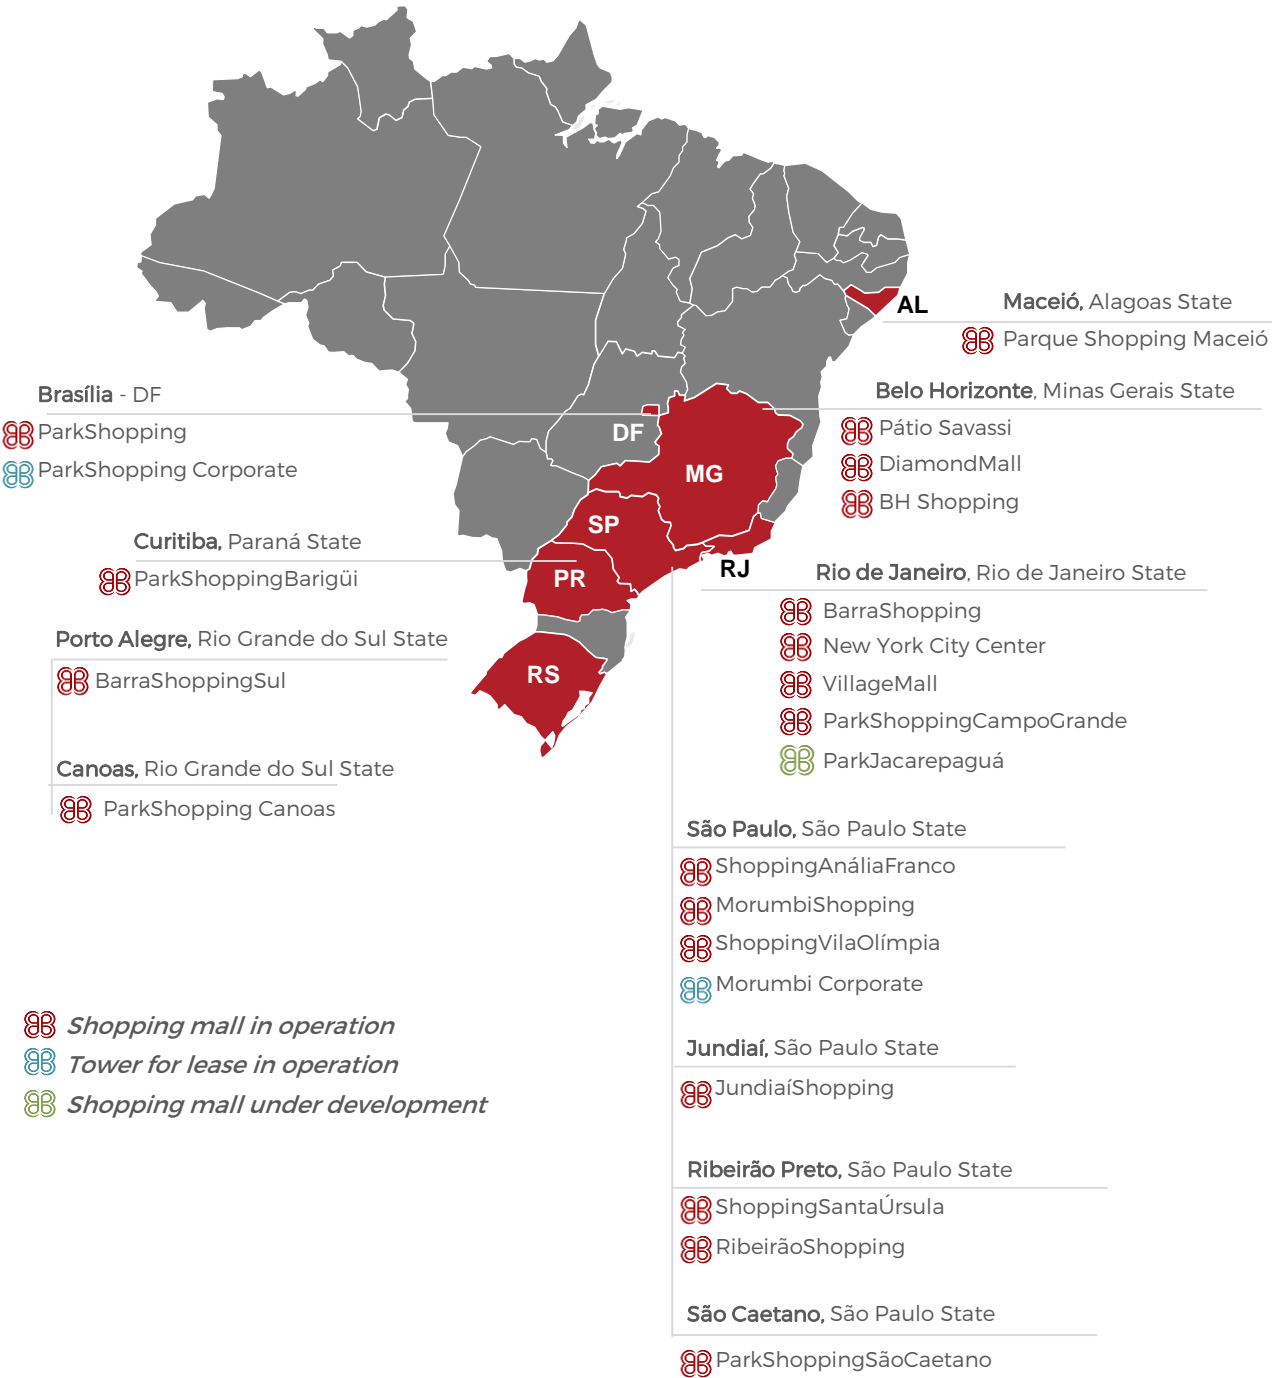 AL
Maceió, Alagoas State
Parque Shopping Maceió
Brasília - DF
ParkShopping
ParkShopping Corporate
Belo Horizonte, Minas Gerais State
Pátio Savassi
DiamondMall
BH Shopping
DF
MG
SP
PR
RJ
RS
Curitiba, Paraná State
ParkShoppingBarigüi
Porto Alegre, Rio Grande do Sul State
BarraShoppingSul
Canoas, Rio Grande do Sul State
ParkShopping Canoas
Rio de Janeiro, Rio de Janeiro State
BarraShopping
New York City Center
VillageMall
ParkShoppingCampoGrande
ParkJacarepaguá
São Paulo, São Paulo State
ShoppingAnáliaFranco
MorumbiShopping
ShoppingVilaOlímpia
Morumbi Corporate
Jundiaí, São Paulo State
JundiaíShopping
Ribeirão Preto, São Paulo State
ShoppingSantaÚrsula
RibeirãoShopping
São Caetano, São Paulo State
ParkShoppingSãoCaetano
Shopping mall in operation
Tower for lease in operation
Shopping mall under development